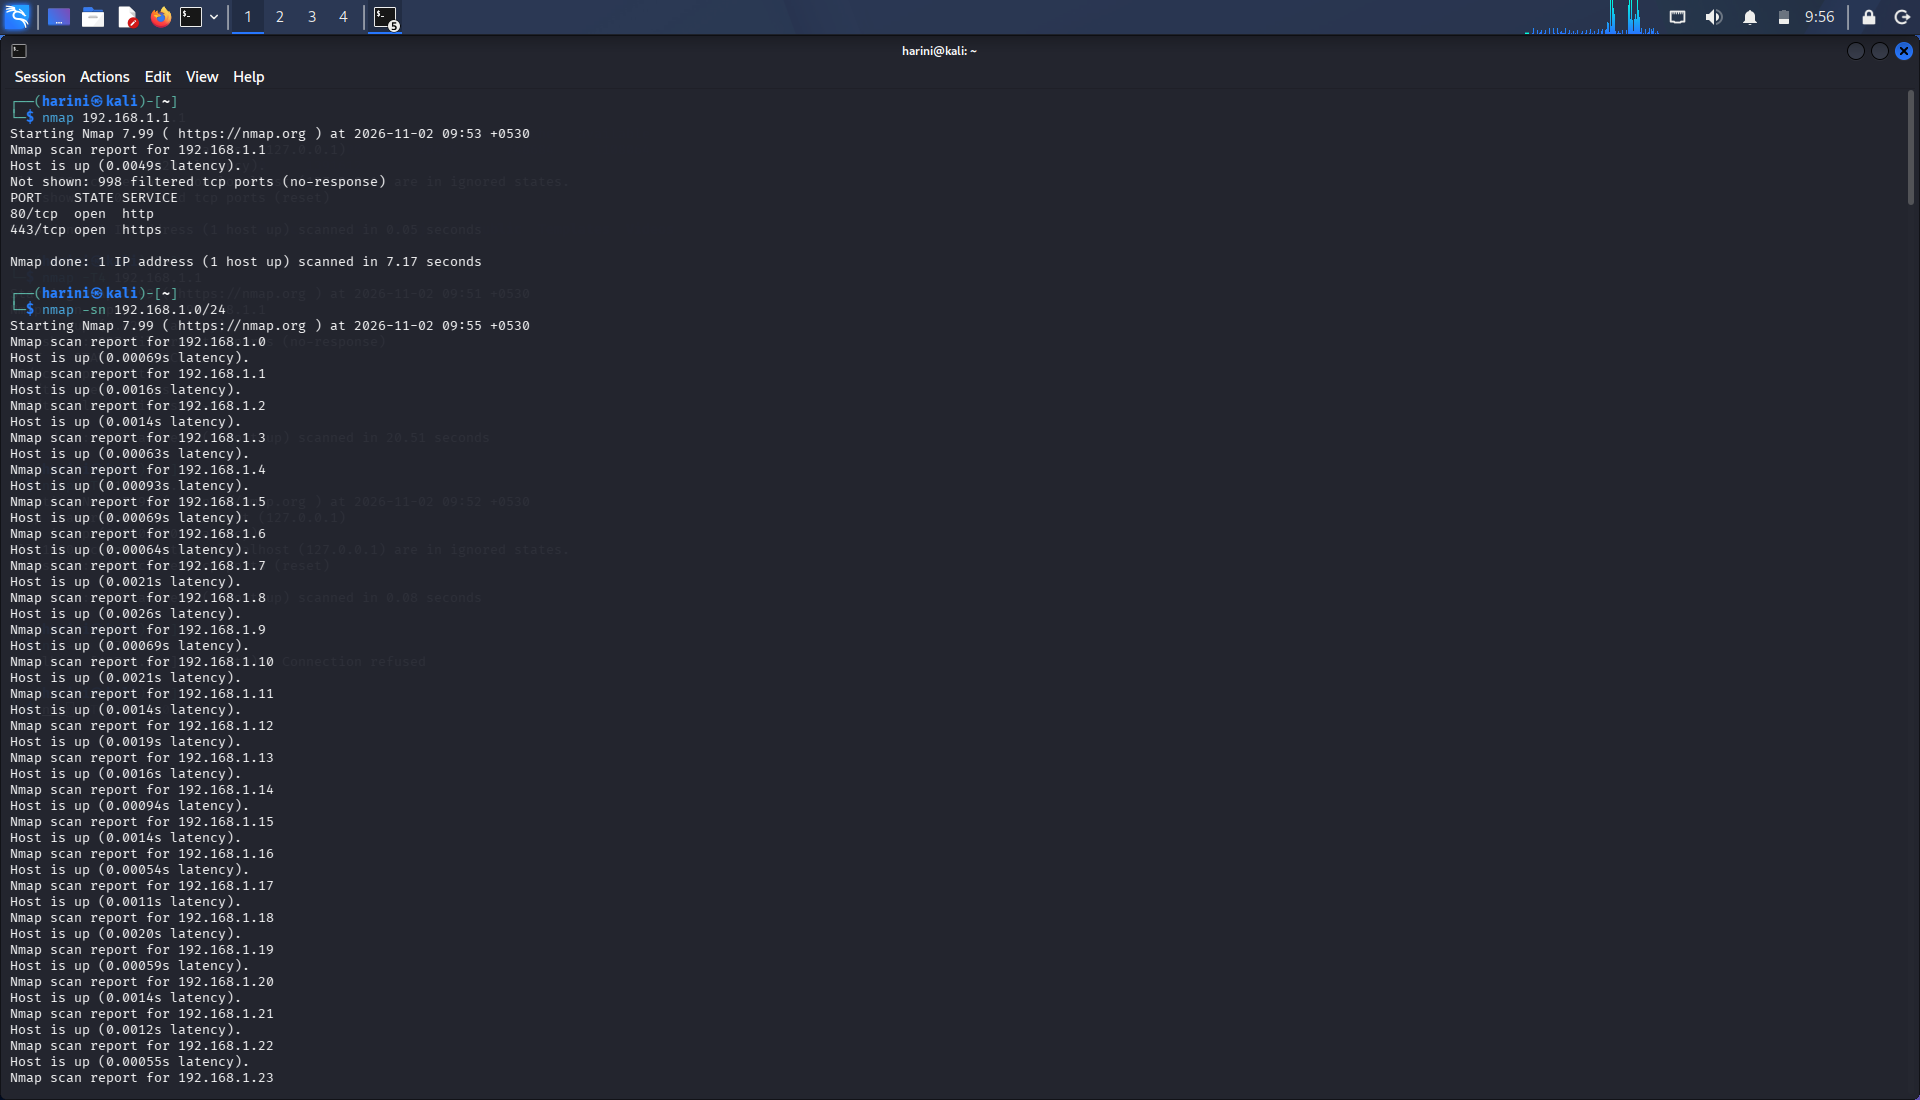 1 2 3 4 5 9:56
harini@kali: ~
Session Actions Edit View Help
┌──(harini㉿kali)-[~]
└─$ nmap 192.168.1.1
Starting Nmap 7.99 ( https://nmap.org ) at 2026-11-02 09:53 +0530
Nmap scan report for 192.168.1.1
Host is up (0.0049s latency).
Not shown: 998 filtered tcp ports (no-response)
PORT    STATE SERVICE
80/tcp  open  http
443/tcp open  https
Nmap done: 1 IP address (1 host up) scanned in 7.17 seconds
┌──(harini㉿kali)-[~]
└─$ nmap -sn 192.168.1.0/24
Starting Nmap 7.99 ( https://nmap.org ) at 2026-11-02 09:55 +0530
Nmap scan report for 192.168.1.0
Host is up (0.00069s latency).
Nmap scan report for 192.168.1.1
Host is up (0.0016s latency).
Nmap scan report for 192.168.1.2
Host is up (0.0014s latency).
Nmap scan report for 192.168.1.3
Host is up (0.00063s latency).
Nmap scan report for 192.168.1.4
Host is up (0.00093s latency).
Nmap scan report for 192.168.1.5
Host is up (0.00069s latency).
Nmap scan report for 192.168.1.6
Host is up (0.00064s latency).
Nmap scan report for 192.168.1.7
Host is up (0.0021s latency).
Nmap scan report for 192.168.1.8
Host is up (0.0026s latency).
Nmap scan report for 192.168.1.9
Host is up (0.00069s latency).
Nmap scan report for 192.168.1.10
Host is up (0.0021s latency).
Nmap scan report for 192.168.1.11
Host is up (0.0014s latency).
Nmap scan report for 192.168.1.12
Host is up (0.0019s latency).
Nmap scan report for 192.168.1.13
Host is up (0.0016s latency).
Nmap scan report for 192.168.1.14
Host is up (0.00094s latency).
Nmap scan report for 192.168.1.15
Host is up (0.0014s latency).
Nmap scan report for 192.168.1.16
Host is up (0.00054s latency).
Nmap scan report for 192.168.1.17
Host is up (0.0011s latency).
Nmap scan report for 192.168.1.18
Host is up (0.0020s latency).
Nmap scan report for 192.168.1.19
Host is up (0.00059s latency).
Nmap scan report for 192.168.1.20
Host is up (0.0014s latency).
Nmap scan report for 192.168.1.21
Host is up (0.0012s latency).
Nmap scan report for 192.168.1.22
Host is up (0.00055s latency).
Nmap scan report for 192.168.1.23